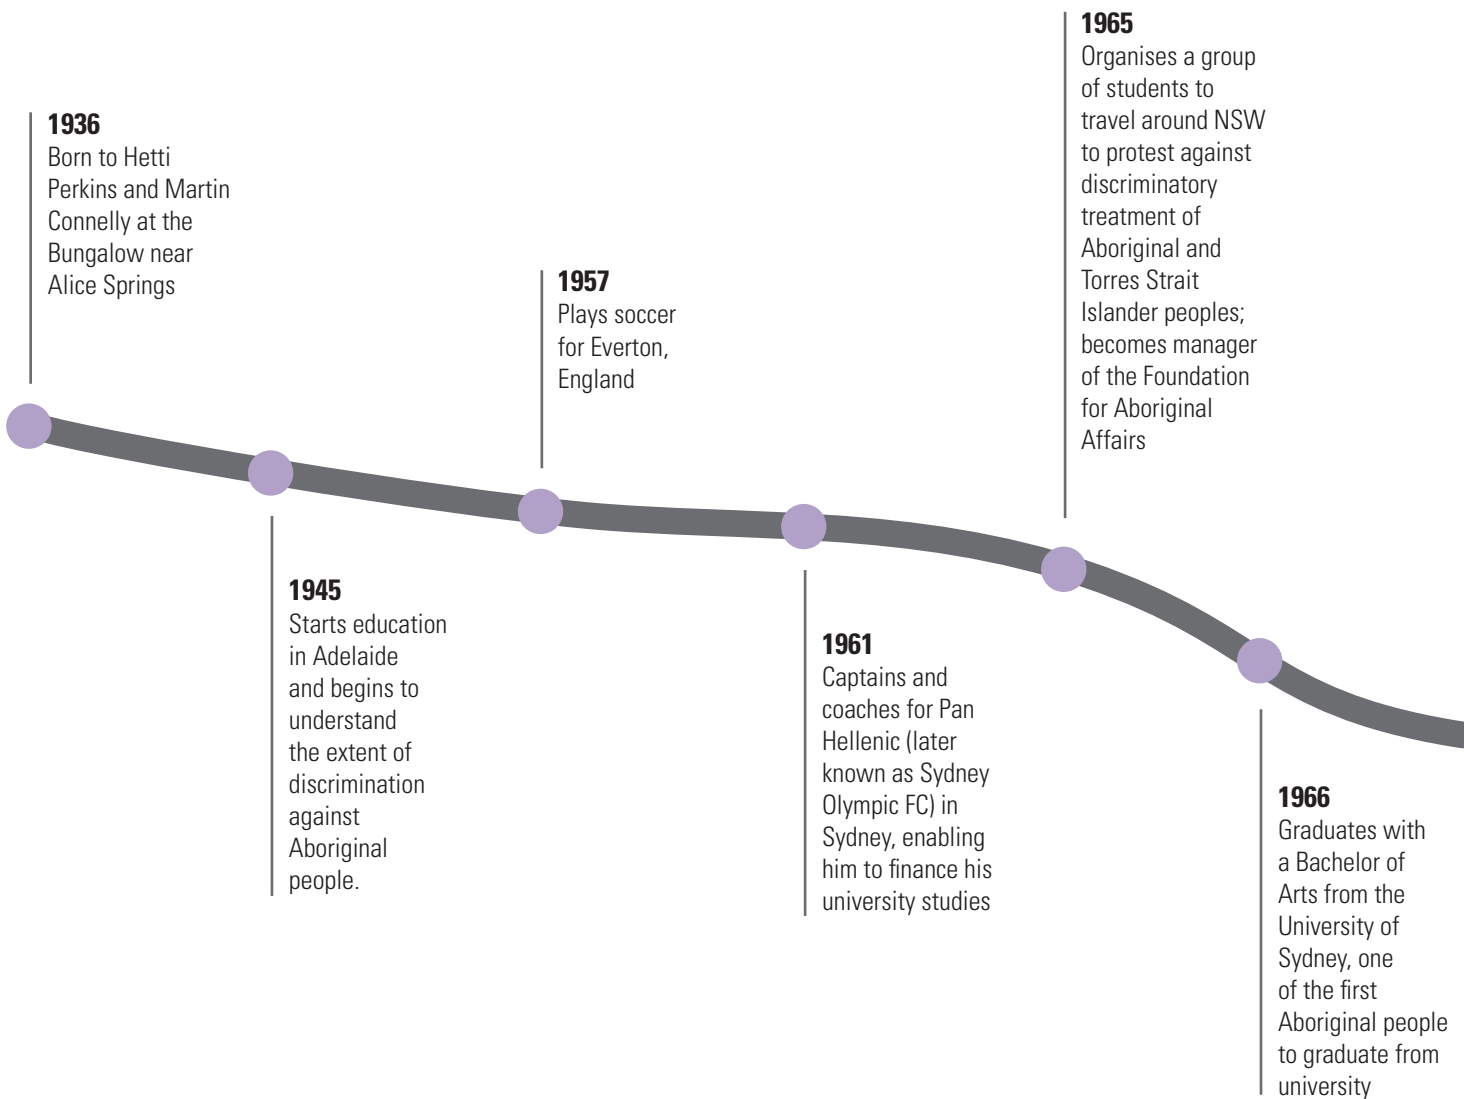 1936
Born to Hetti
Perkins and Martin
Connelly at the
Bungalow near
Alice Springs
1945
Starts education
in Adelaide
and begins to
understand
the extent of
discrimination
against
Aboriginal
people.
1957
Plays soccer
for Everton,
England
1961
Captains and
coaches for Pan
Hellenic (later
known as Sydney
Olympic FC) in
Sydney, enabling
him to finance his
university studies
1965
Organises a group
of students to
travel around NSW
to protest against
discriminatory
treatment of
Aboriginal and
Torres Strait
Islander peoples;
becomes manager
of the Foundation
for Aboriginal
Affairs
1966
Graduates with
a Bachelor of
Arts from the
University of
Sydney, one
of the first
Aboriginal people
to graduate from
university